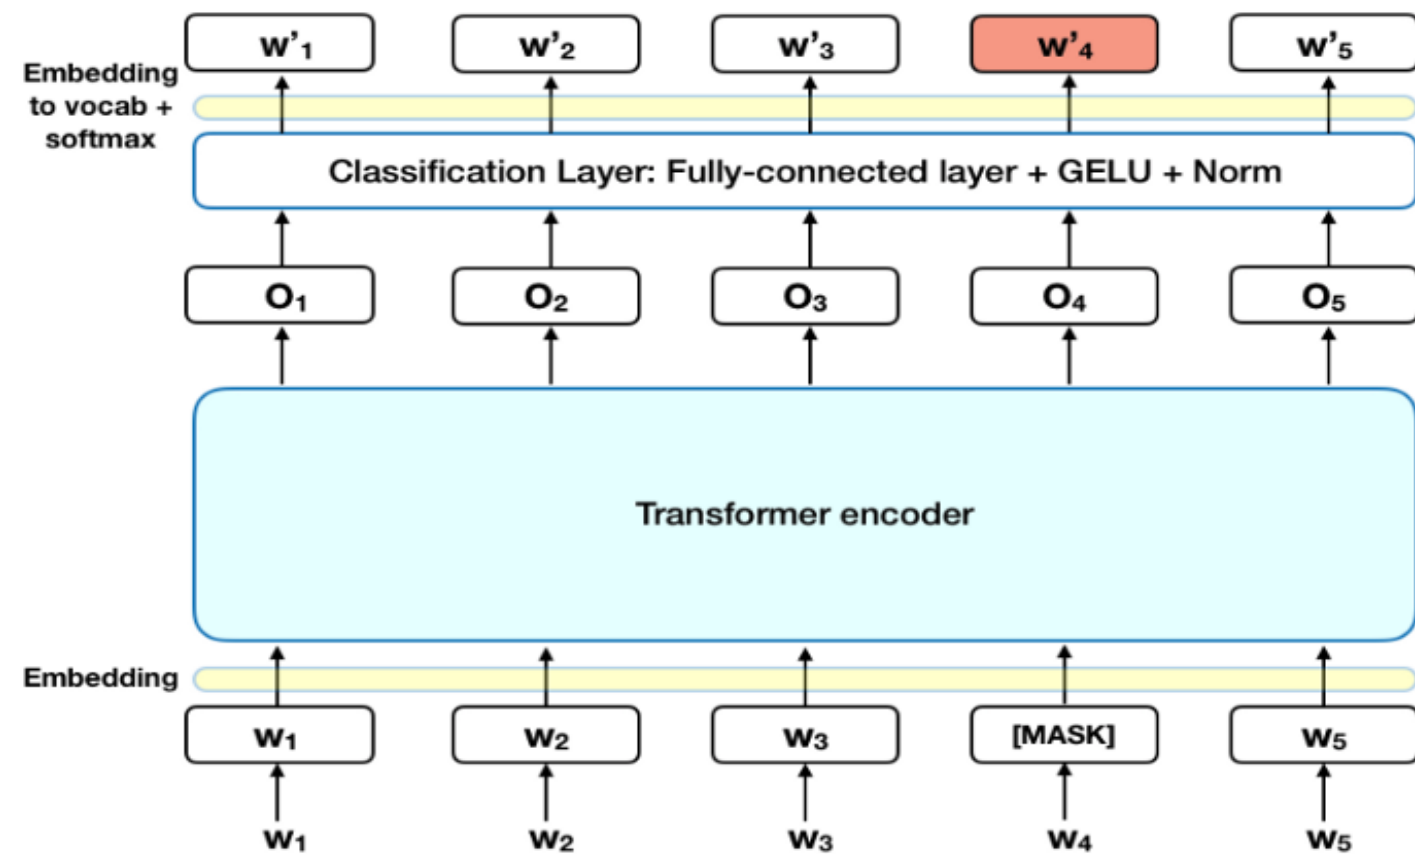 w'1 w'2 w'3 w'4 w'5
Embedding
to vocab +
softmax
Classification Layer: Fully-connected layer + GELU + Norm
O1 O2 O3 O4 O5
Transformer encoder
Embedding
W1 W2 W3 [MASK] W5
W1 W2 W3 W4 W5